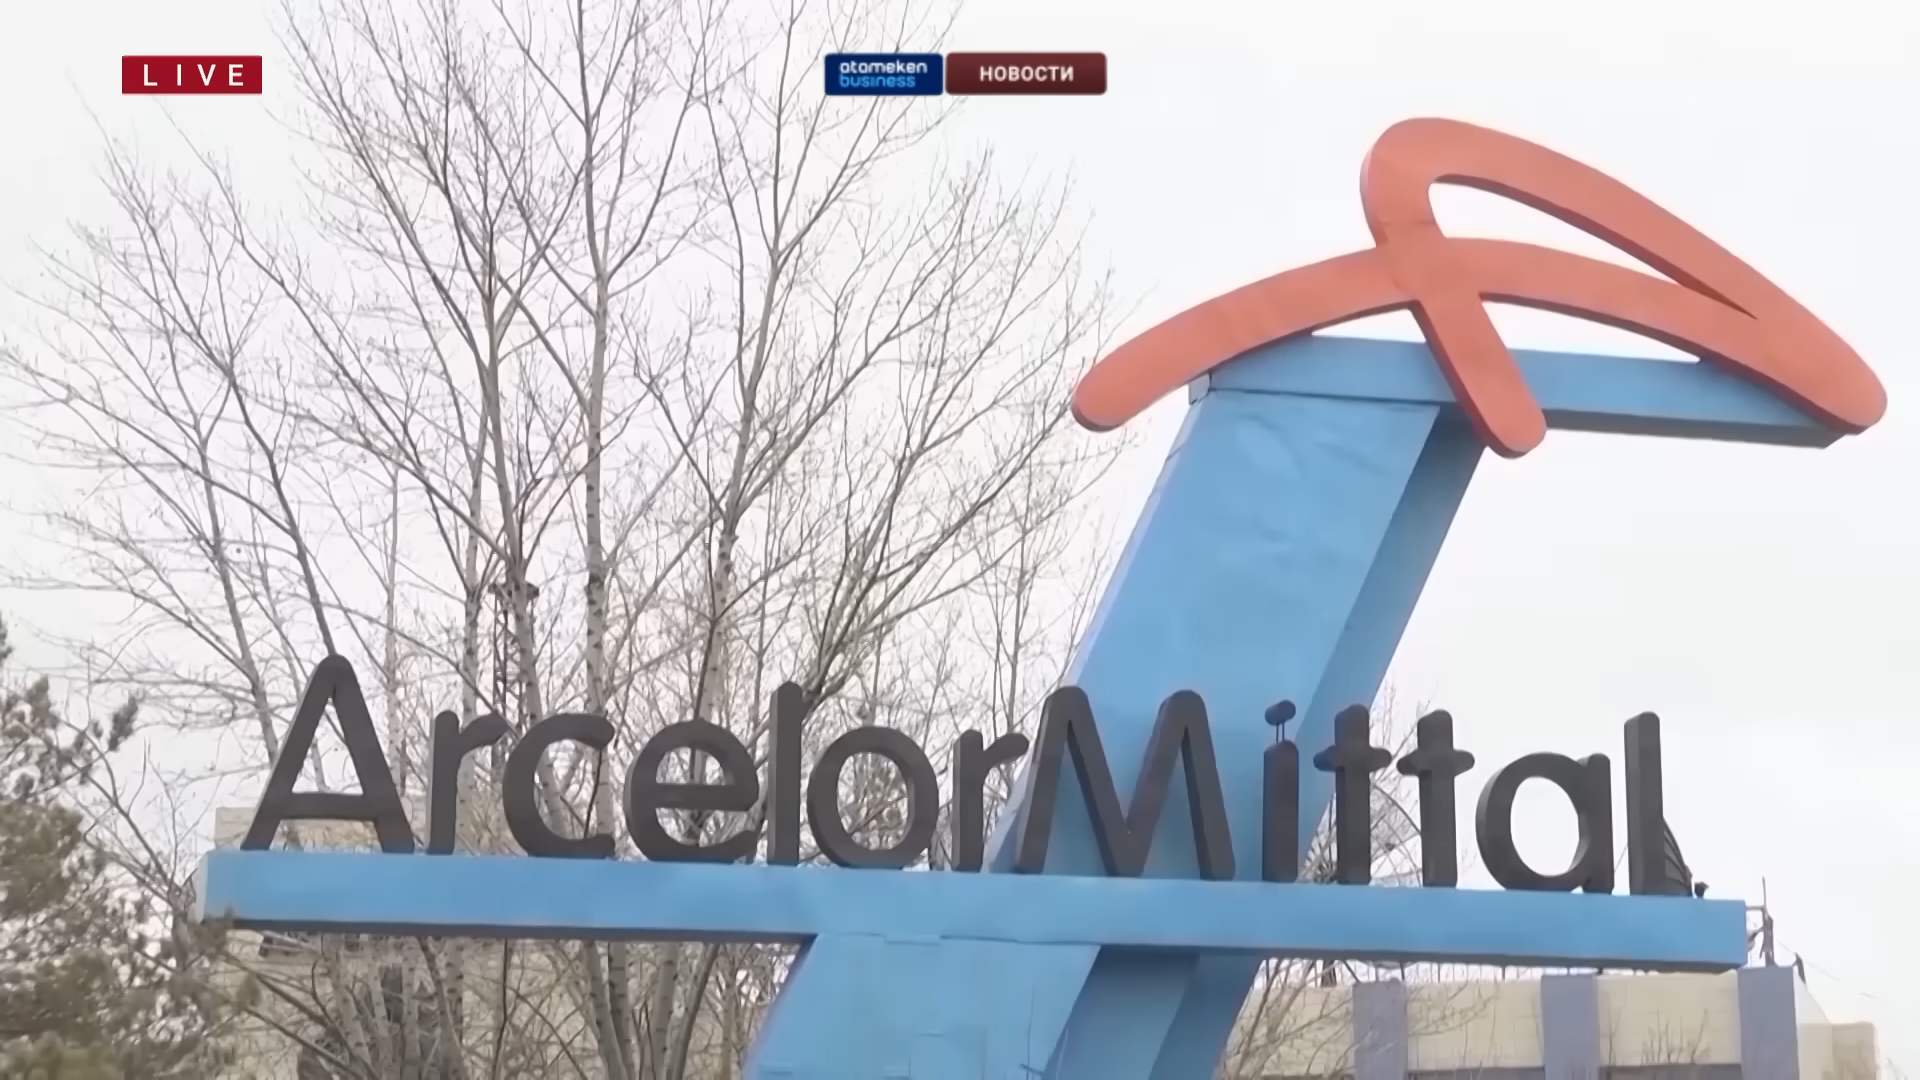 LIVE
atameken
business
НОВОСТИ
ArcelorMittal